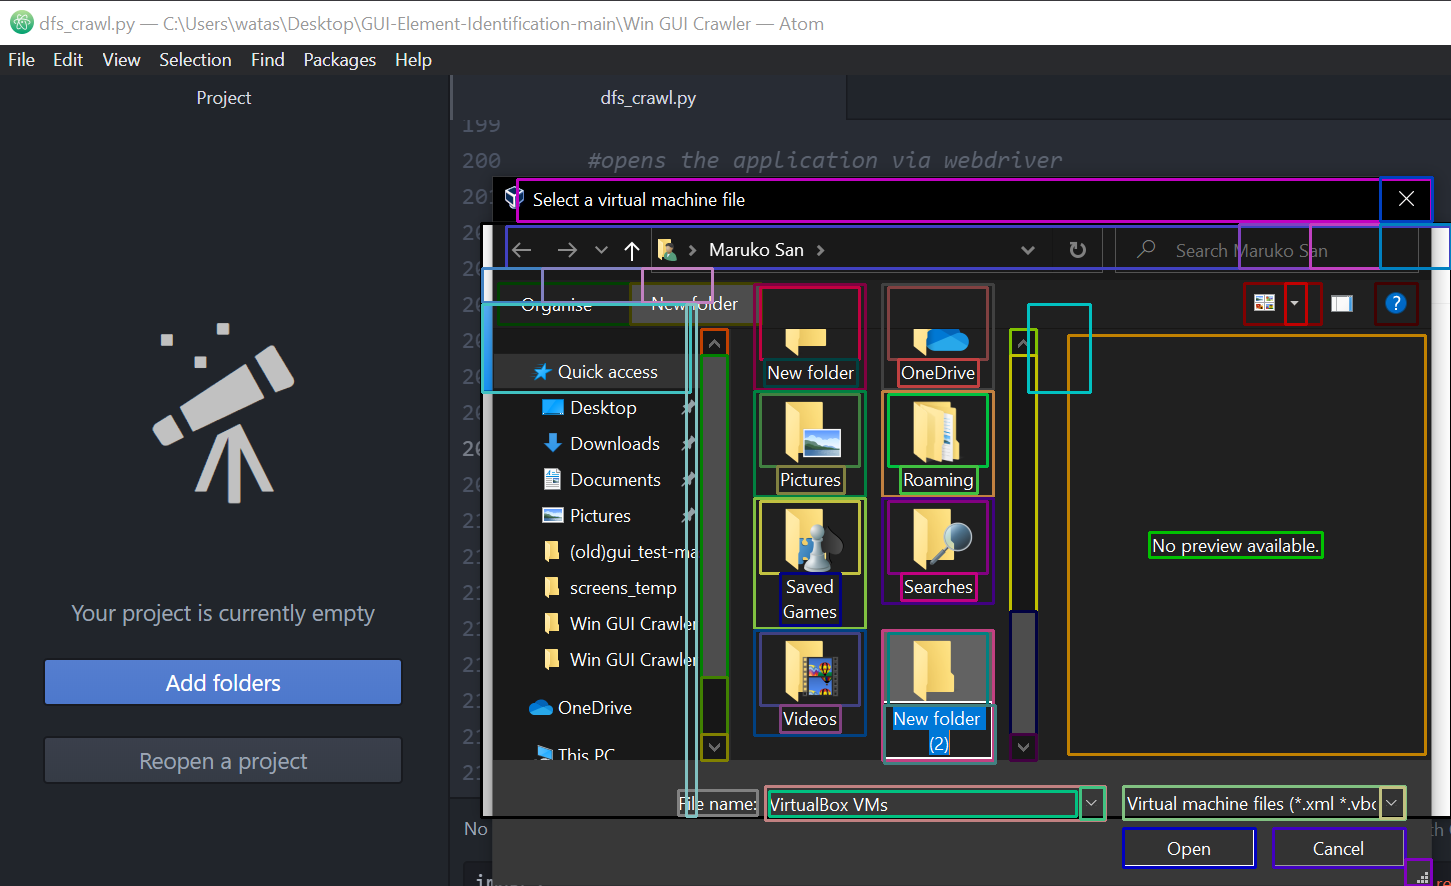 dfs_crawl.py — C:\Users\watas\Desktop\GUI-Element-Identification-main\Win GUI Crawler — Atom
File Edit View Selection Find Packages Help
Project
dfs_crawl.py
199
200 #opens the application via webdriver
Select a virtual machine file
Maruko San
Search Maruko San
Organise
New folder
Quick access
Desktop
Downloads
Documents
Pictures
(old)gui_test-ma
screens_temp
Win GUI Crawler
Win GUI Crawler
OneDrive
This PC
New folder
OneDrive
Pictures
Roaming
Saved
Games
Searches
Videos
New folder
(2)
No preview available.
File name:
VirtualBox VMs
Virtual machine files (*.xml *.vbo
Open
Cancel
Your project is currently empty
Add folders
Reopen a project
No